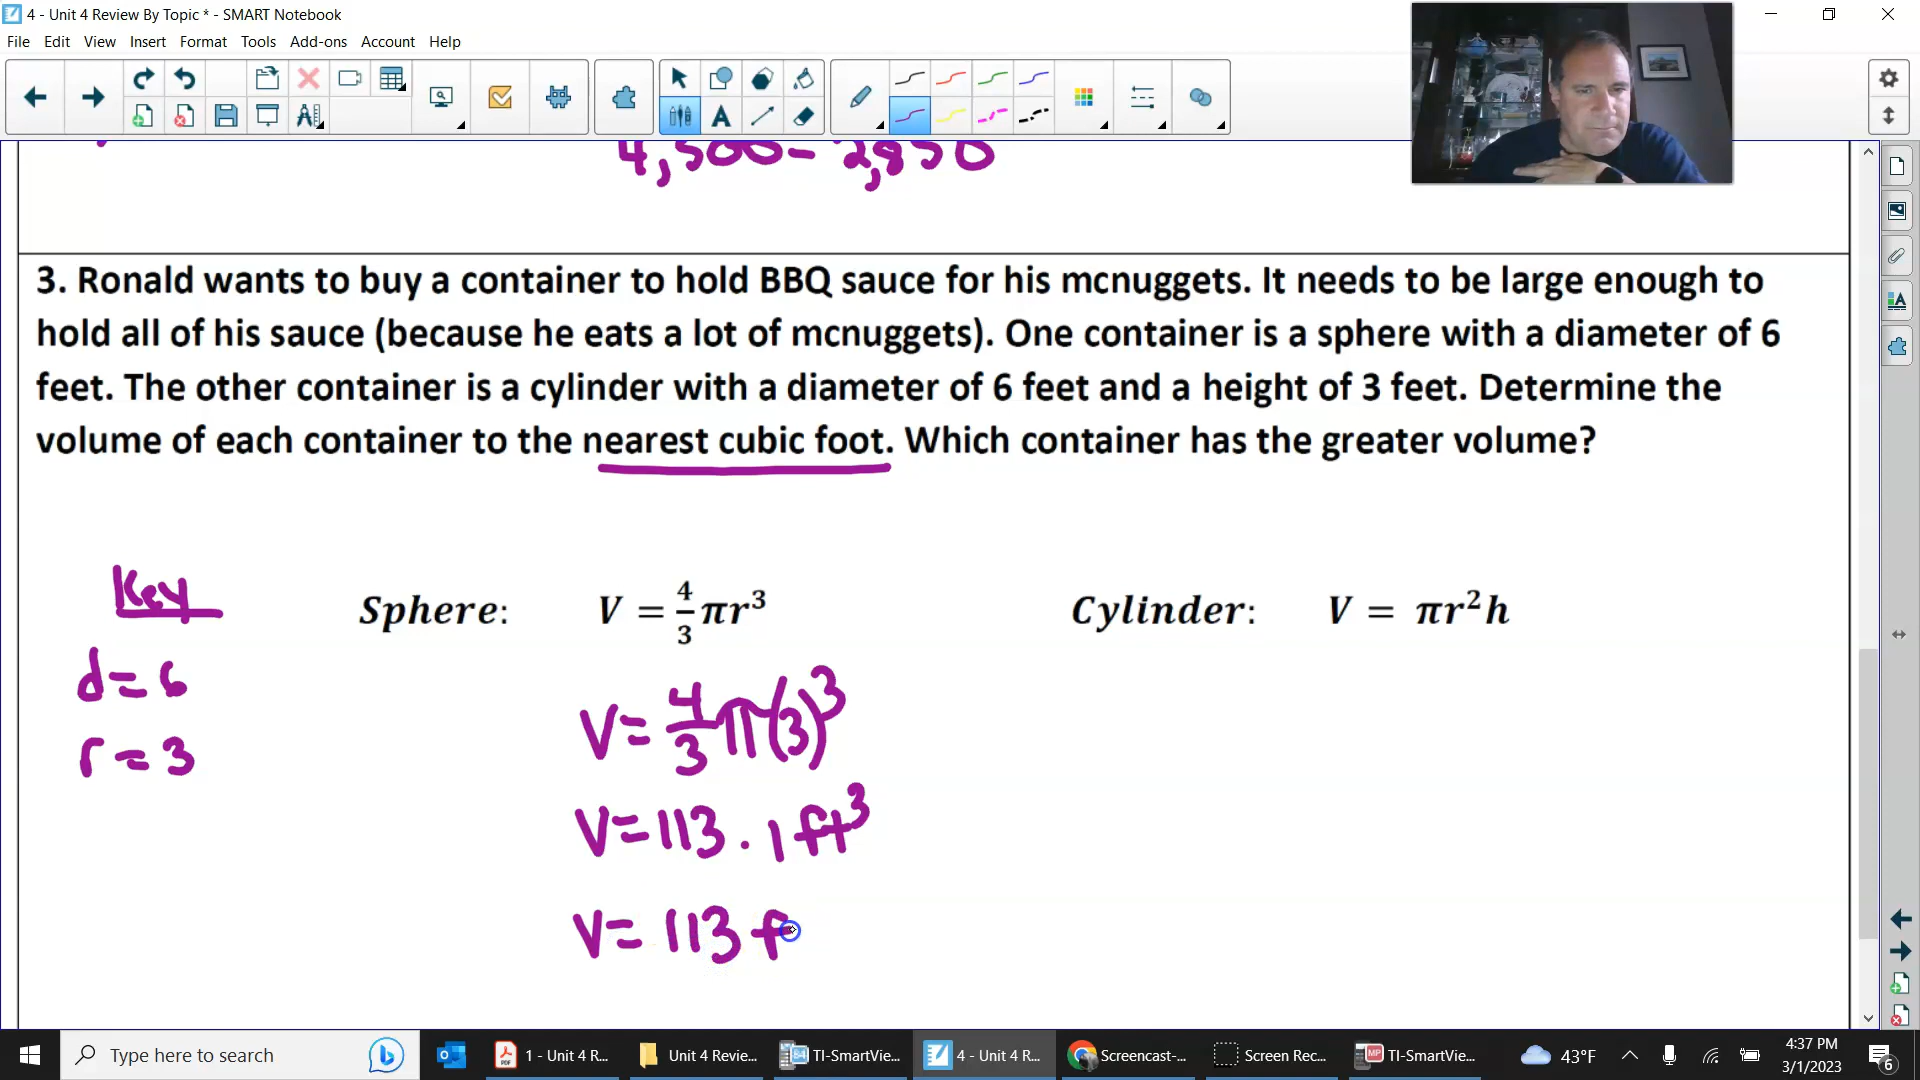 4 - Unit 4 Review By Topic * - SMART Notebook
File Edit View Insert Format Tools Add-ons Account Help
4,500- 2,850
3. Ronald wants to buy a container to hold BBQ sauce for his mcnuggets. It needs to be large enough to
hold all of his sauce (because he eats a lot of mcnuggets). One container is a sphere with a diameter of 6
feet. The other container is a cylinder with a diameter of 6 feet and a height of 3 feet. Determine the
volume of each container to the nearest cubic foot. Which container has the greater volume?
Key
d=6
r=3
Sphere: V = 4/3 πr³
V= 4/3 π(3)³
V=113.1 ft³
V= 113 f
Cylinder: V = πr²h
Type here to search
1 - Unit 4 R...
Unit 4 Revie...
TI-SmartVie...
4 - Unit 4 R...
Screencast-...
Screen Rec...
TI-SmartVie...
43°F
4:37 PM
3/1/2023
6